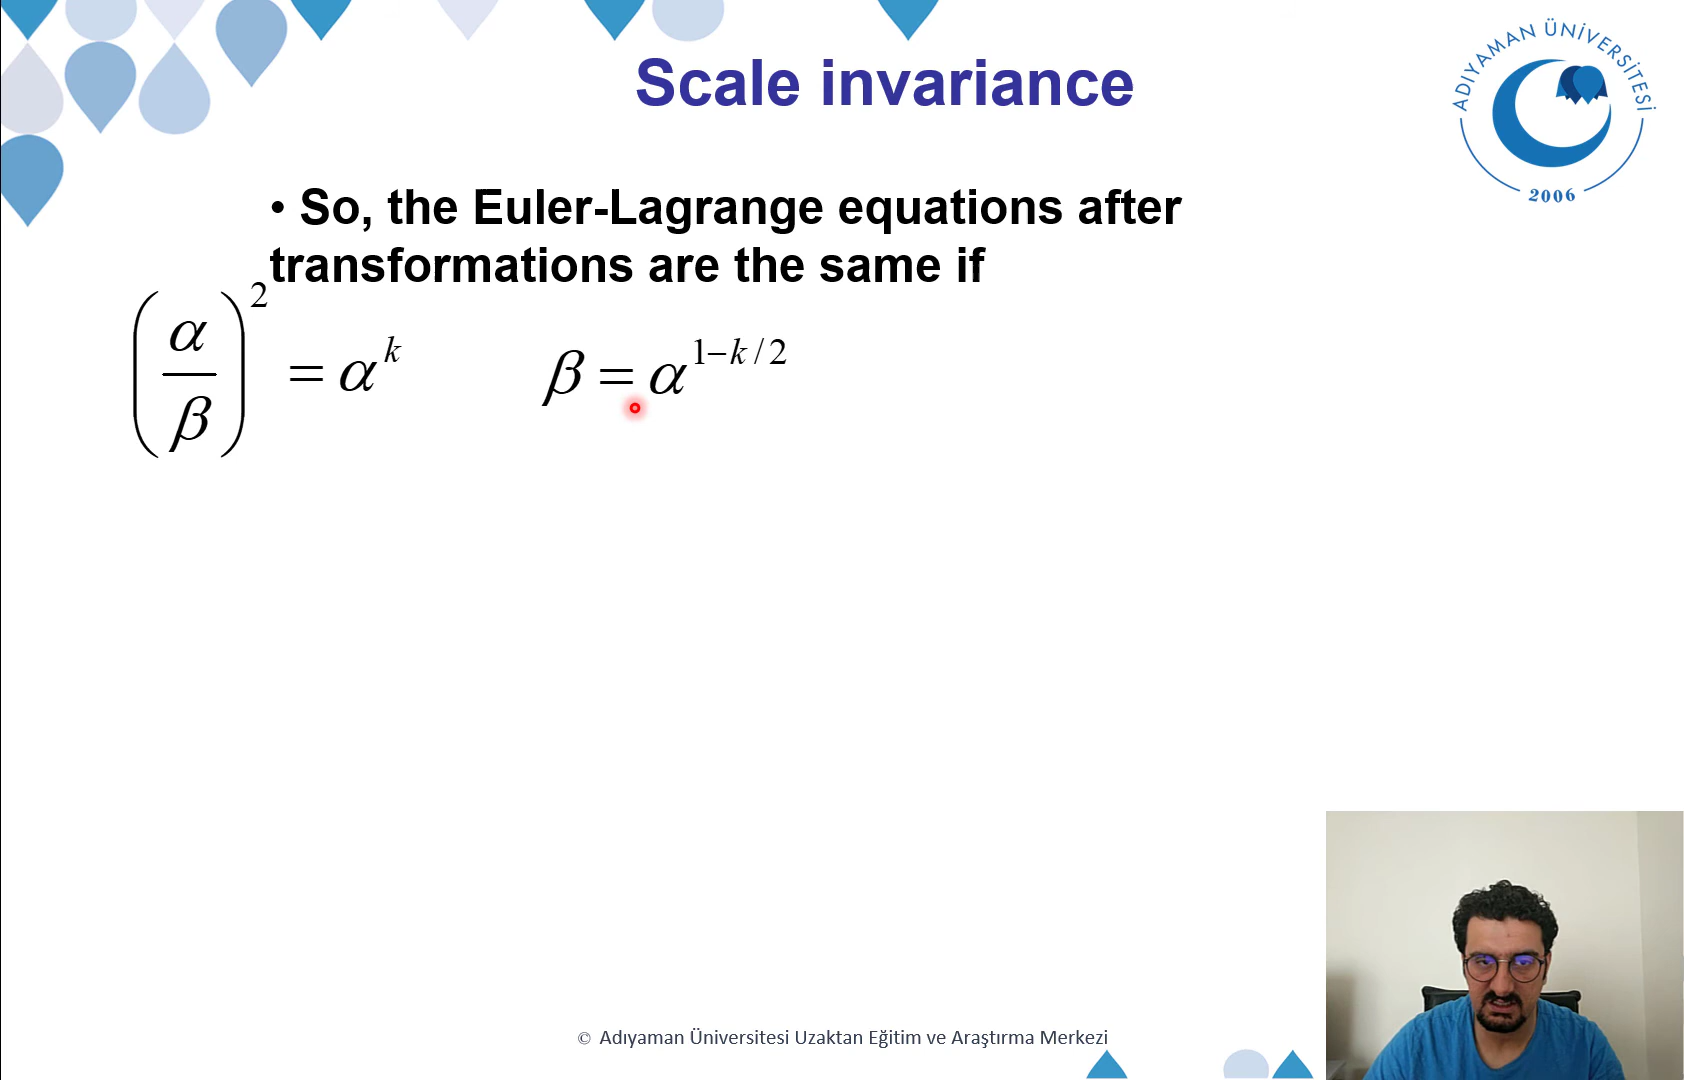 Scale invariance
ADIYAMAN ÜNİVERSİTESİ
2006
• So, the Euler-Lagrange equations after
transformations are the same if
(α/β)² = α^k
β = α^(1−k/2)
© Adıyaman Üniversitesi Uzaktan Eğitim ve Araştırma Merkezi